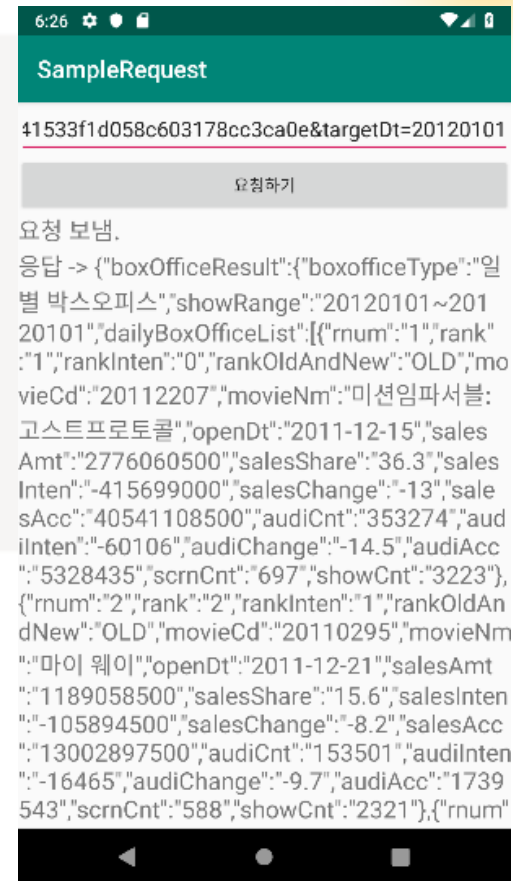 6:26
SampleRequest
41533f1d058c603178cc3ca0e&targetDt=20120101
요청하기
요청 보냄.
응답 -> {"boxOfficeResult":{"boxofficeType":"일
별 박스오피스","showRange":"20120101~201
20101","dailyBoxOfficeList":[{"rnum":"1","rank"
:"1","rankInten":"0","rankOldAndNew":"OLD","mo
vieCd":"20112207","movieNm":"미션임파서블:
고스트프로토콜","openDt":"2011-12-15","sales
Amt":"2776060500","salesShare":"36.3","sales
Inten":"-415699000","salesChange":"-13","sale
sAcc":"40541108500","audiCnt":"353274","aud
iInten":"-60106","audiChange":"-14.5","audiAcc
":"5328435","scrnCnt":"697","showCnt":"3223"},
{"rnum":"2","rank":"2","rankInten":"1","rankOldAn
dNew":"OLD","movieCd":"20110295","movieNm
":"마이 웨이","openDt":"2011-12-21","salesAmt
":"1189058500","salesShare":"15.6","salesInten
":"-105894500","salesChange":"-8.2","salesAcc
":"13002897500","audiCnt":"153501","audiInten
":"-16465","audiChange":"-9.7","audiAcc":"1739
543","scrnCnt":"588","showCnt":"2321"},{"rnum"